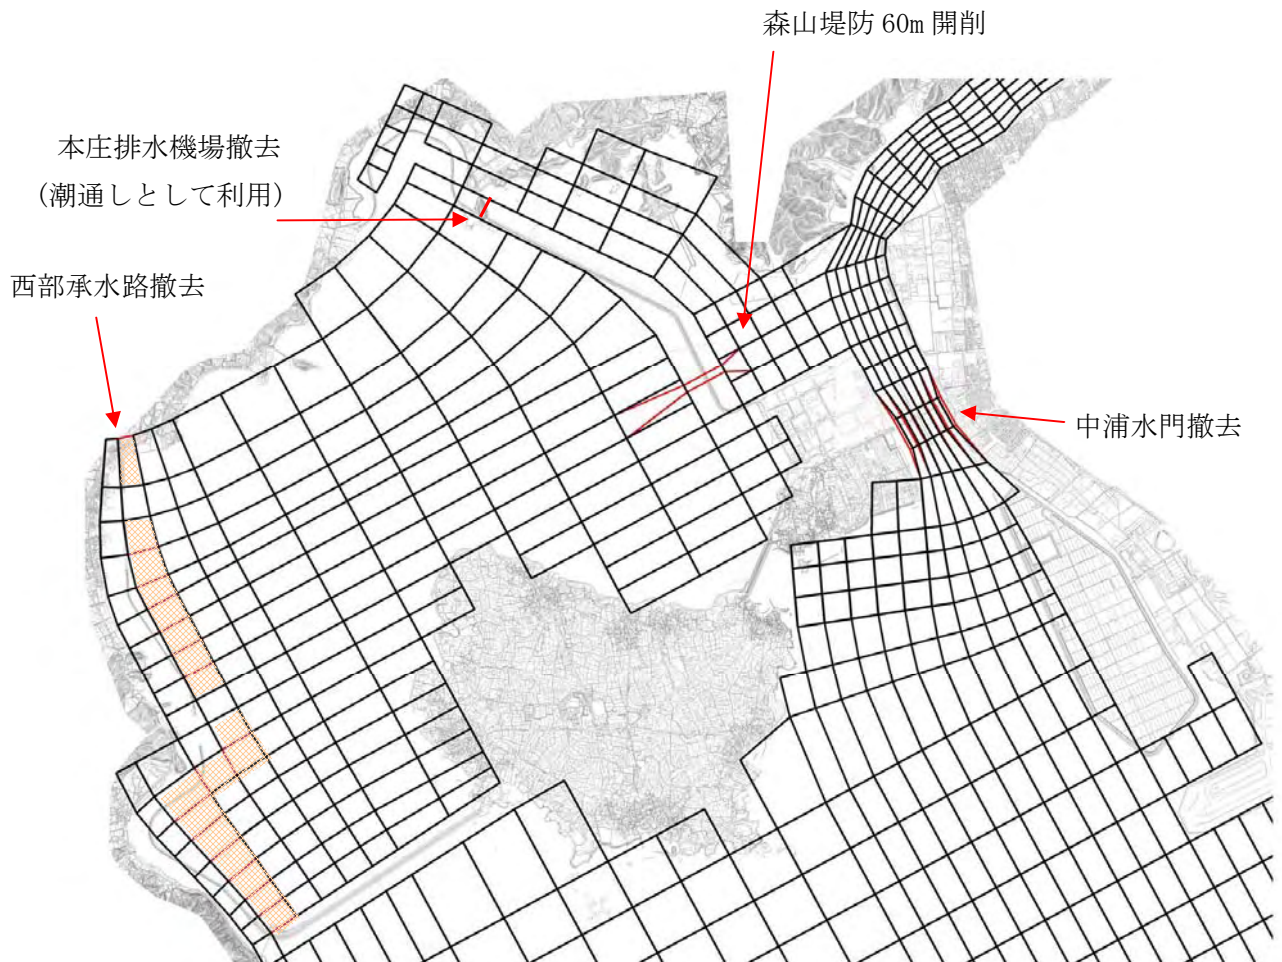 森山堤防 60m 開削
本庄排水機場撤去
(潮通しとして利用)
西部承水路撤去
中浦水門撤去